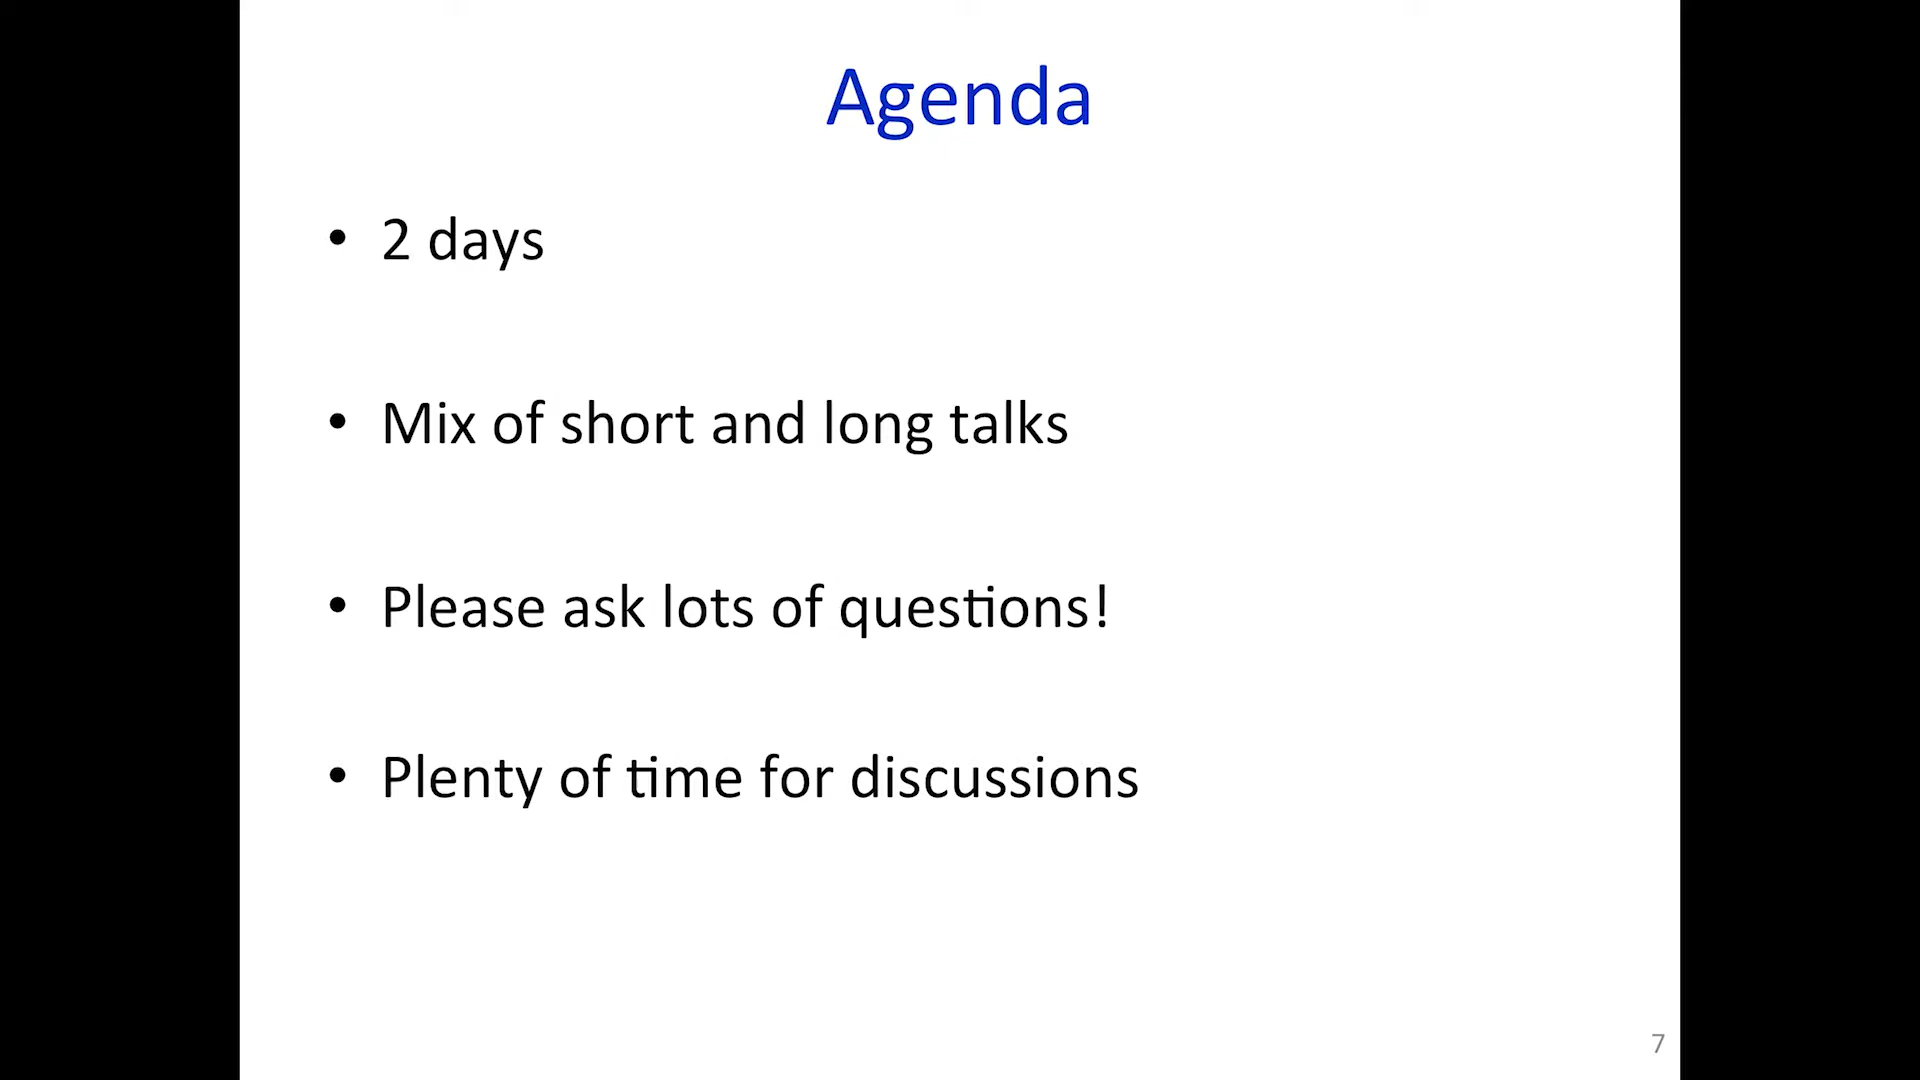 Agenda
• 2 days
• Mix of short and long talks
• Please ask lots of questions!
• Plenty of time for discussions
7